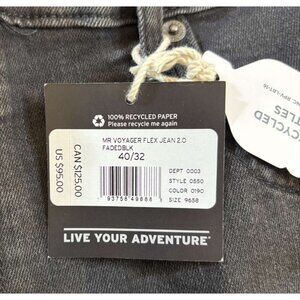 100% RECYCLED PAPER
Please recycle me again
MR VOYAGER FLEX JEAN 2.0
FADEDBLK
40/32
DEPT 0003
STYLE 0550
COLOR 0190
SIZE 9658
CAN $125.00
US $95.00
LIVE YOUR ADVENTURE